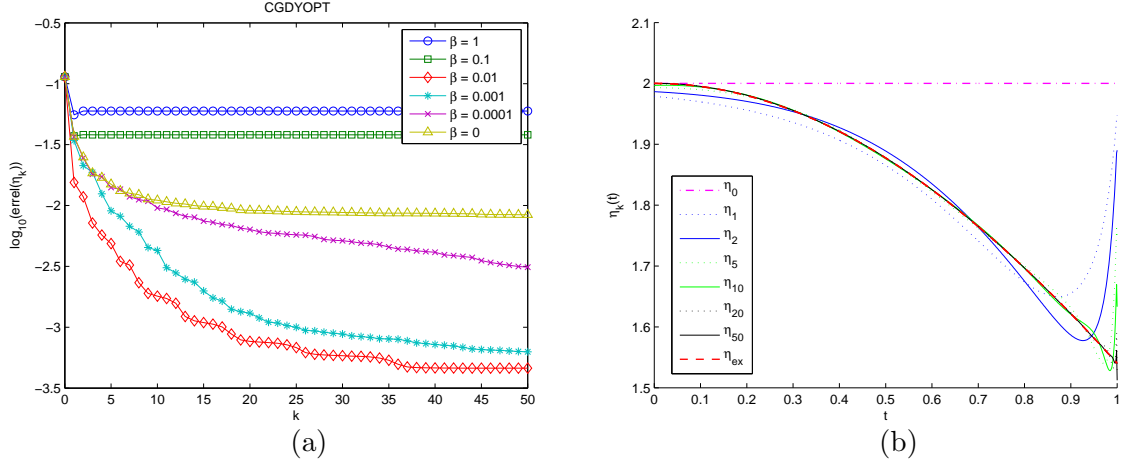 CGDYOPT
log₁₀(errel(ηₖ))
−0.5
−1
−1.5
−2
−2.5
−3
−3.5
0 5 10 15 20 25 30 35 40 45 50
k
β = 1
β = 0.1
β = 0.01
β = 0.001
β = 0.0001
β = 0
(a)
ηₖ(t)
2.1
2
1.9
1.8
1.7
1.6
1.5
0 0.1 0.2 0.3 0.4 0.5 0.6 0.7 0.8 0.9 1
t
η₀
η₁
η₂
η₅
η₁₀
η₂₀
η₅₀
ηₑₓ
(b)